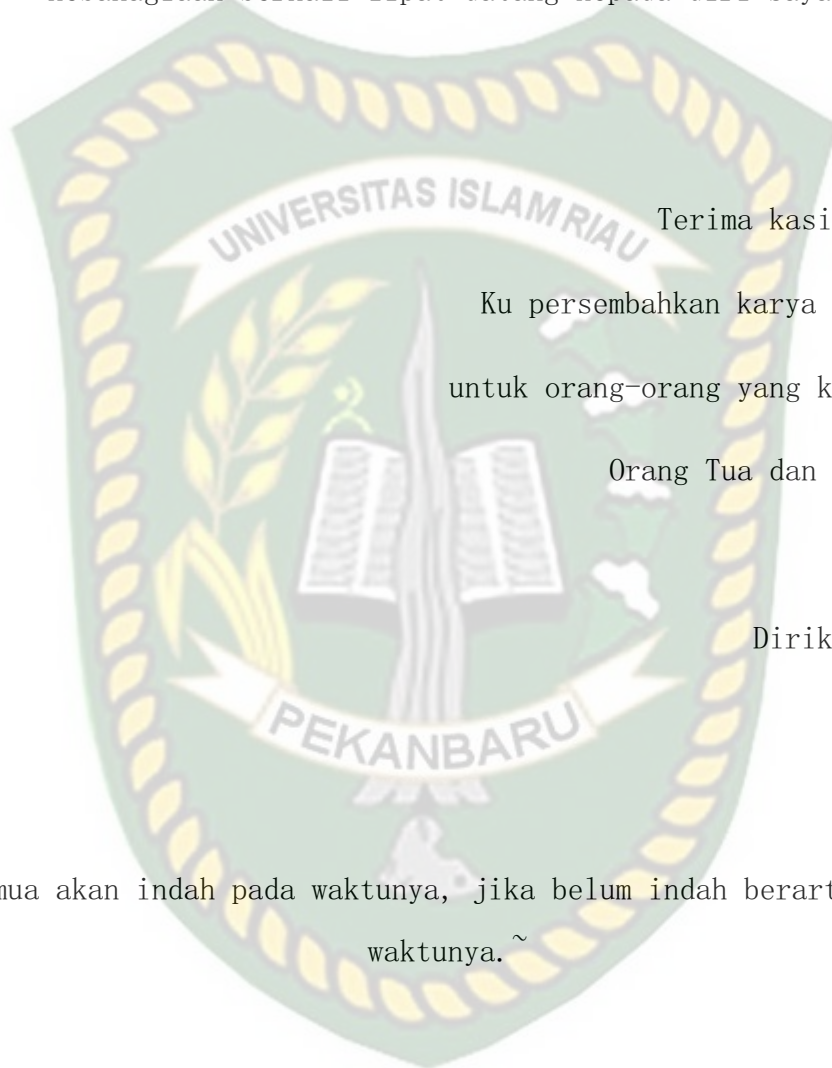 UNIVERSITAS ISLAM RIAU
Terima kasi
Ku persembahkan karya
untuk orang-orang yang k
Orang Tua dan
Dirik
PEKANBARU
mua akan indah pada waktunya, jika belum indah berart
waktunya.~